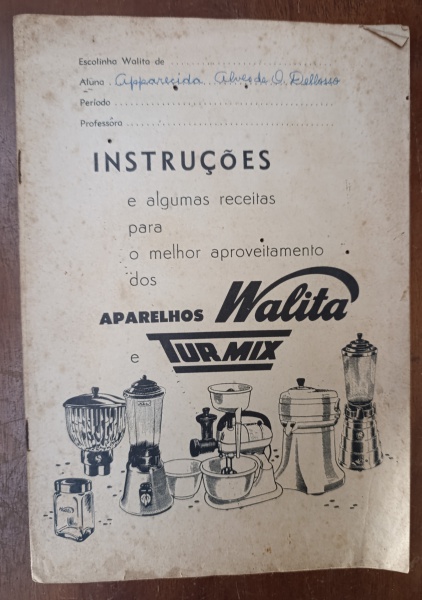 Escolinha Walita de ........................................
Aluna Apparecida Alves de O. Dellosso
Período ........................................
Professôra ........................................
INSTRUÇÕES
e algumas receitas
para
o melhor aproveitamento
dos
APARELHOS Walita
e TURMIX